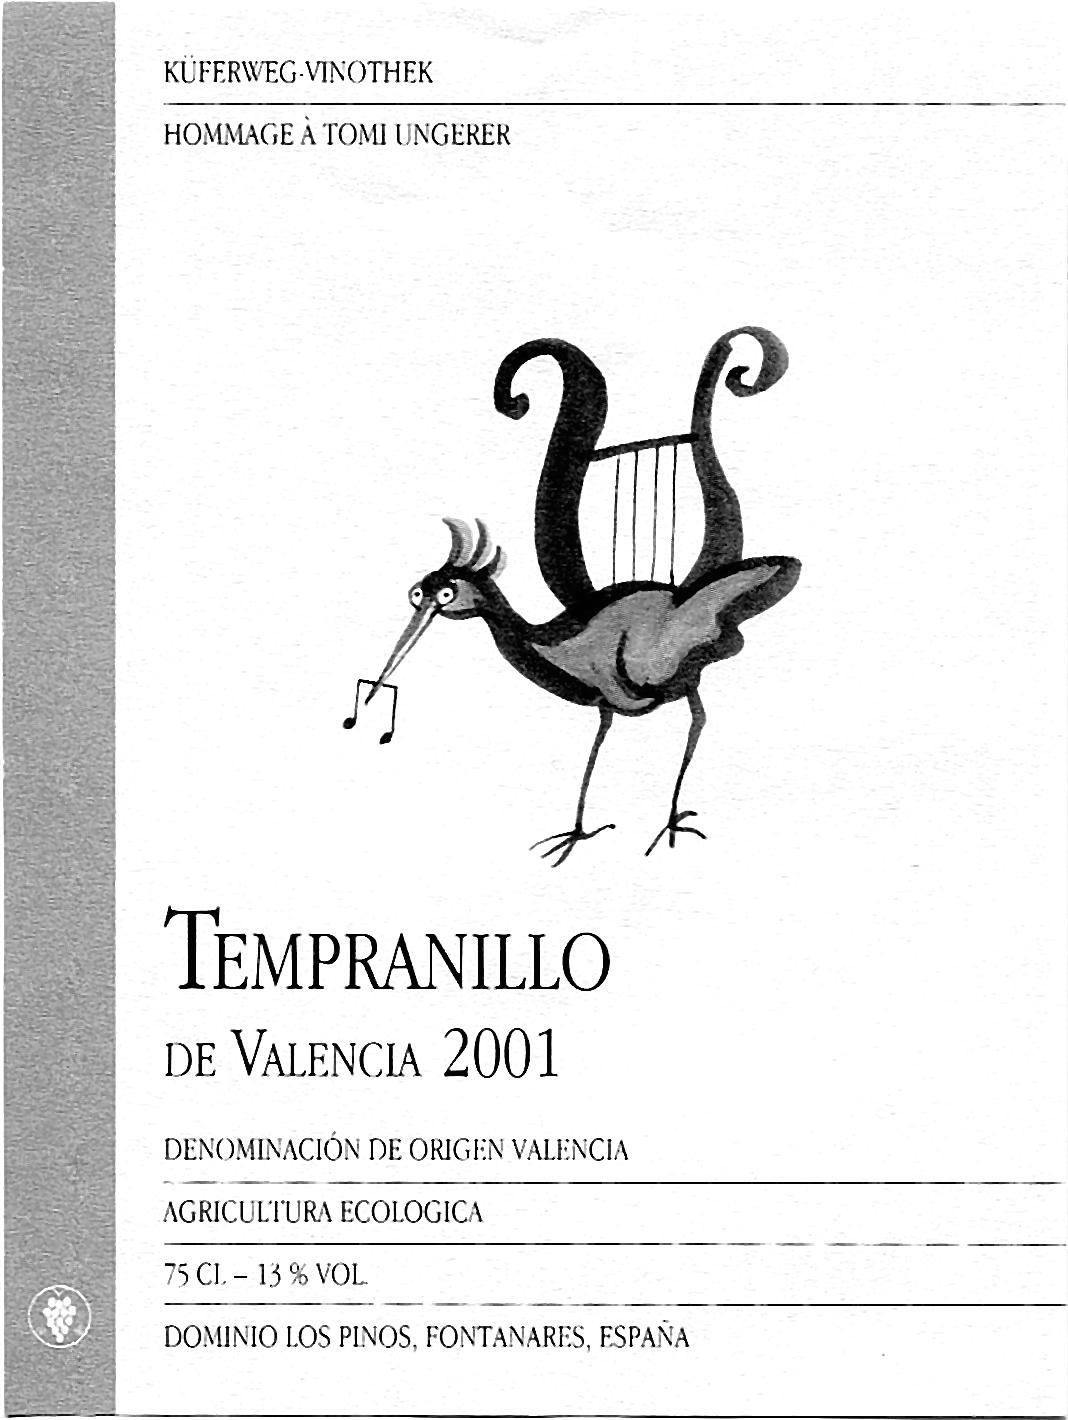 KÜFERWEG-VINOTHEK
HOMMAGE À TOMI UNGERER
TEMPRANILLO
DE VALENCIA 2001
DENOMINACIÓN DE ORIGEN VALENCIA
AGRICULTURA ECOLOGICA
75 CL – 13 % VOL.
DOMINIO LOS PINOS, FONTANARES, ESPAÑA